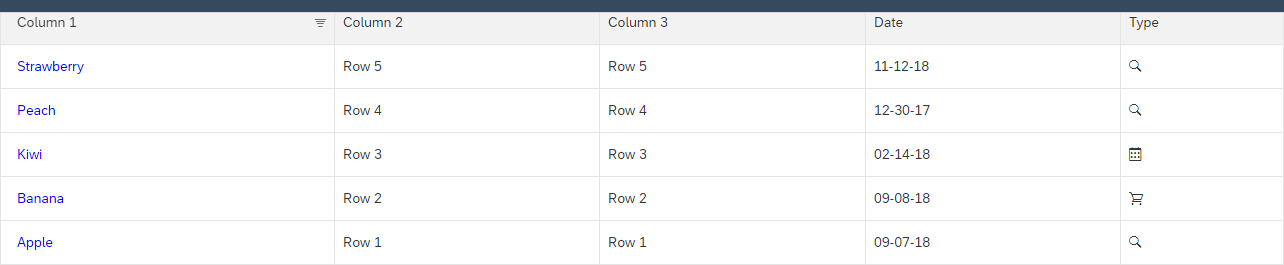 Column 1 Column 2 Column 3 Date Type
Strawberry Row 5 Row 5 11-12-18
Peach Row 4 Row 4 12-30-17
Kiwi Row 3 Row 3 02-14-18
Banana Row 2 Row 2 09-08-18
Apple Row 1 Row 1 09-07-18